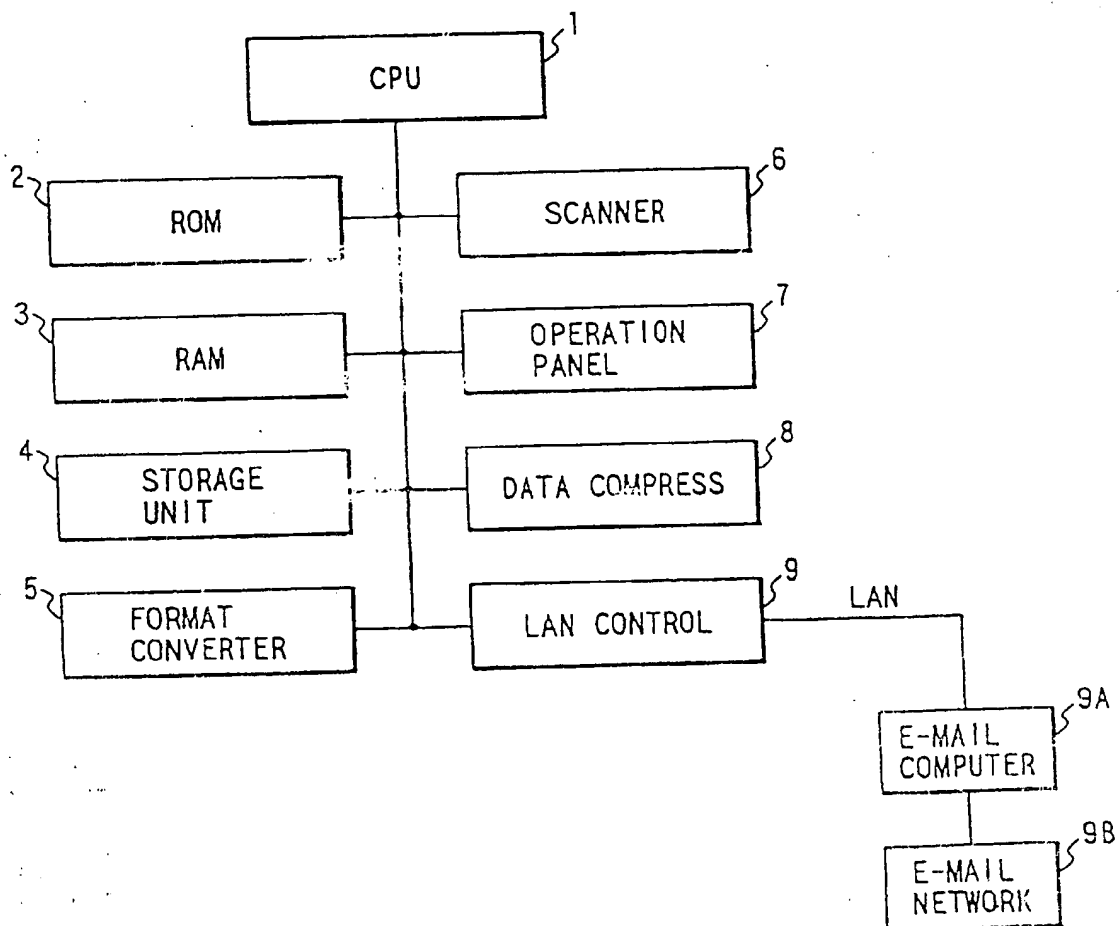 1
CPU
2
ROM
6
SCANNER
3
RAM
7
OPERATION
PANEL
4
STORAGE
UNIT
8
DATA COMPRESS
5
FORMAT
CONVERTER
9
LAN CONTROL
LAN
9A
E-MAIL
COMPUTER
9B
E-MAIL
NETWORK